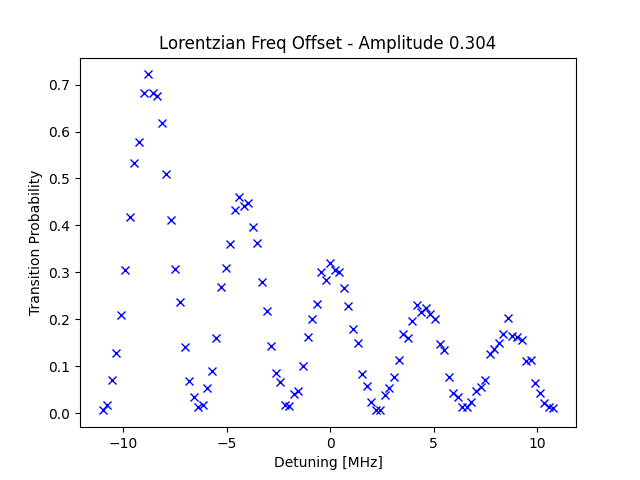 Lorentzian Freq Offset - Amplitude 0.304
0.7
0.6
0.5
0.4
0.3
0.2
0.1
0.0
Transition Probability
−10 −5 0 5 10
Detuning [MHz]